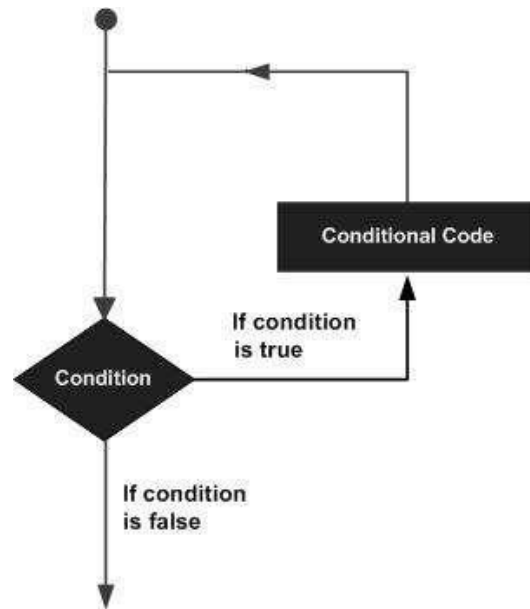 Conditional Code
If condition
is true
Condition
If condition
is false